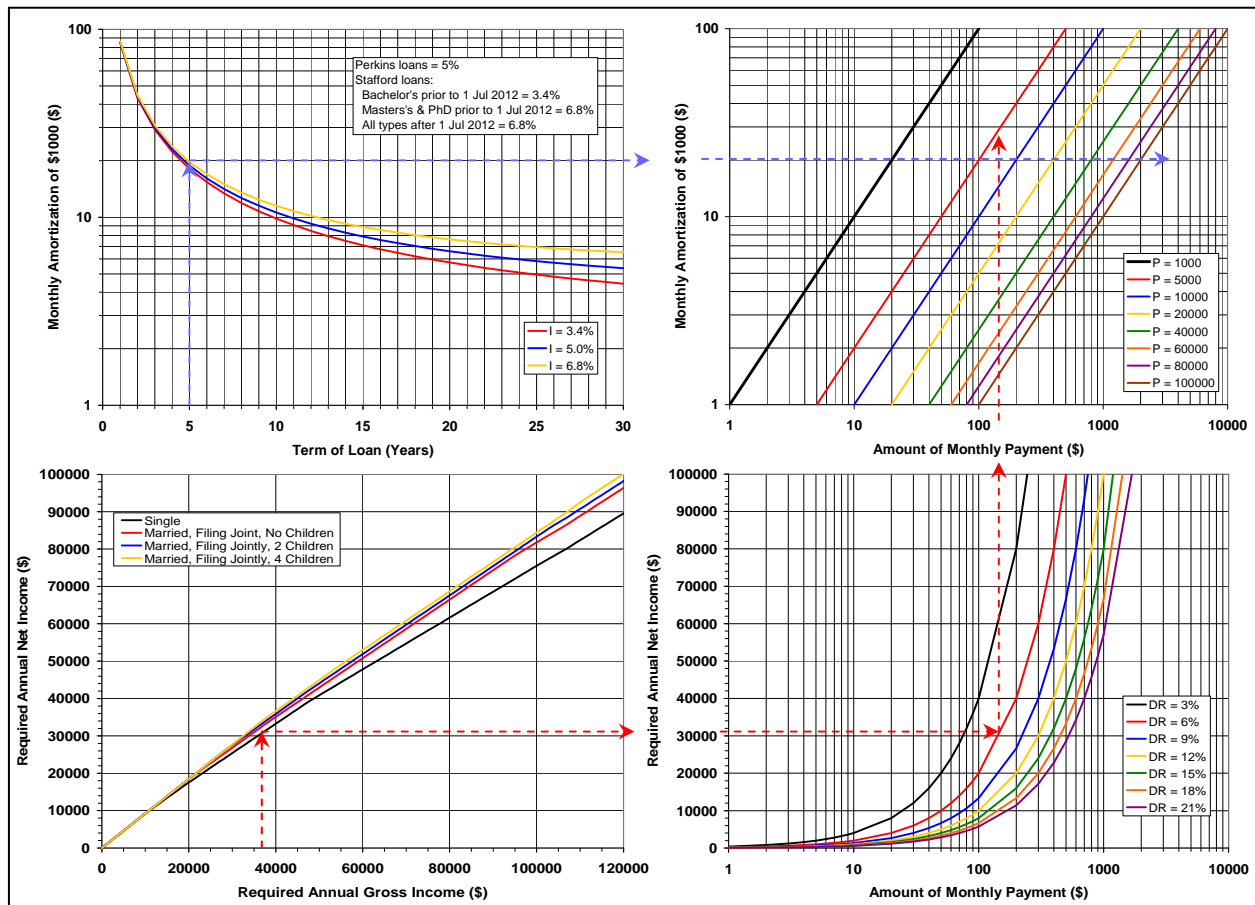 100
10
1
Monthly Amortization of $1000 ($)
Perkins loans = 5%
Stafford loans:
Bachelor's prior to 1 Jul 2012 = 3.4%
Masters's & PhD prior to 1 Jul 2012 = 6.8%
All types after 1 Jul 2012 = 6.8%
I = 3.4%
I = 5.0%
I = 6.8%
0 5 10 15 20 25 30
Term of Loan (Years)
100
10
1
Monthly Amortization of $1000 ($)
P = 1000
P = 5000
P = 10000
P = 20000
P = 40000
P = 60000
P = 80000
P = 100000
1 10 100 1000 10000
Amount of Monthly Payment ($)
100000
90000
80000
70000
60000
50000
40000
30000
20000
10000
0
Required Annual Net Income ($)
Single
Married, Filing Joint, No Children
Married, Filing Jointly, 2 Children
Married, Filing Jointly, 4 Children
0 20000 40000 60000 80000 100000 120000
Required Annual Gross Income ($)
100000
90000
80000
70000
60000
50000
40000
30000
20000
10000
0
Required Annual Net Income ($)
DR = 3%
DR = 6%
DR = 9%
DR = 12%
DR = 15%
DR = 18%
DR = 21%
1 10 100 1000 10000
Amount of Monthly Payment ($)